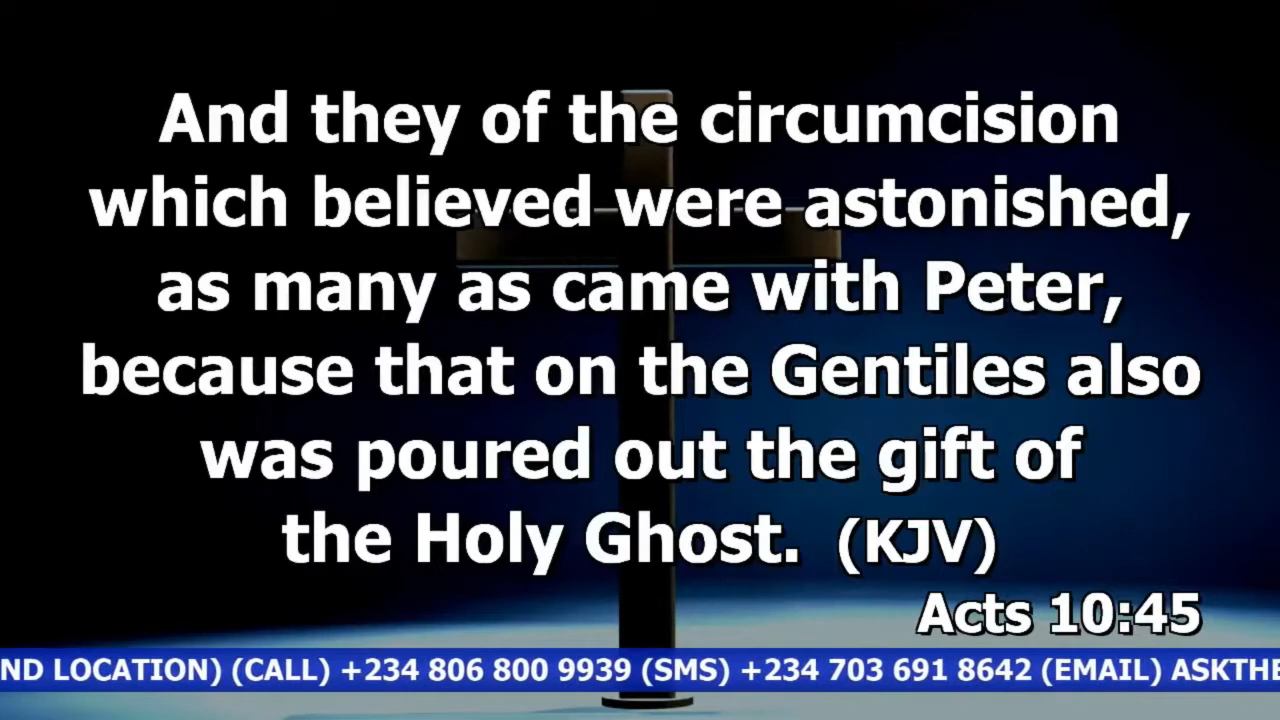 And they of the circumcision
which believed were astonished,
as many as came with Peter,
because that on the Gentiles also
was poured out the gift of
the Holy Ghost. (KJV)
Acts 10:45
ND LOCATION) (CALL) +234 806 800 9939 (SMS) +234 703 691 8642 (EMAIL) ASKTHE